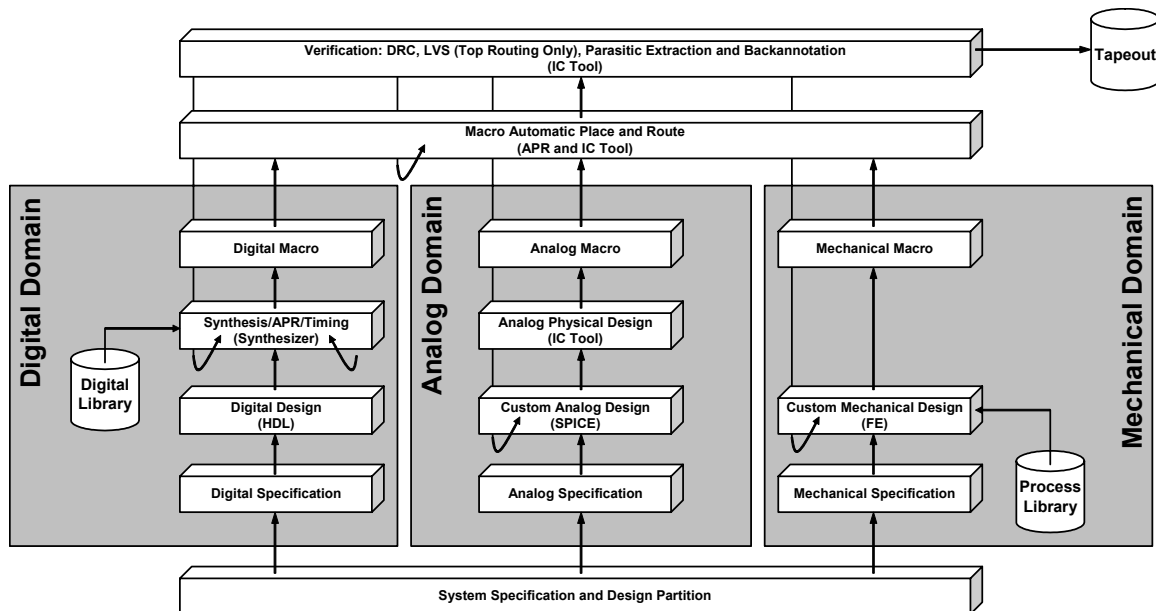 Verification: DRC, LVS (Top Routing Only), Parasitic Extraction and Backannotation
(IC Tool)
Tapeout
Macro Automatic Place and Route
(APR and IC Tool)
Digital Domain
Digital Macro
Synthesis/APR/Timing
(Synthesizer)
Digital
Library
Digital Design
(HDL)
Digital Specification
Analog Domain
Analog Macro
Analog Physical Design
(IC Tool)
Custom Analog Design
(SPICE)
Analog Specification
Mechanical Domain
Mechanical Macro
Custom Mechanical Design
(FE)
Mechanical Specification
Process
Library
System Specification and Design Partition